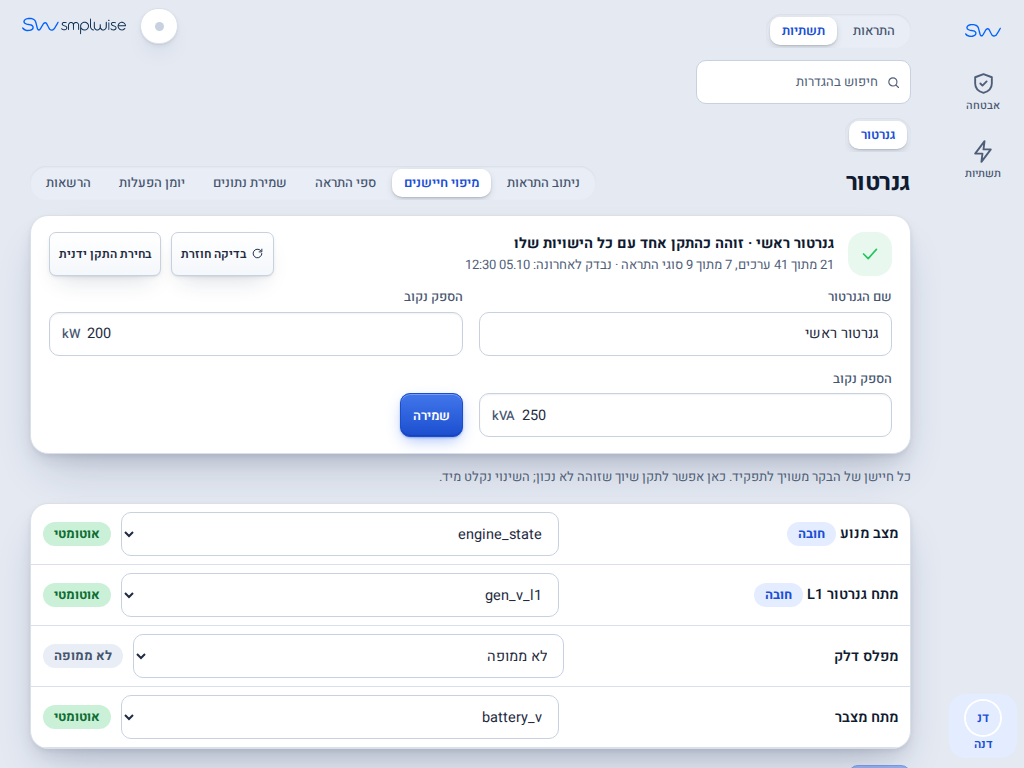 SW
אבטחה
תשתיות
דנ
דנה
התראות
תשתיות
SW smplwise
חיפוש בהגדרות
גנרטור
גנרטור
ניתוב התראות
מיפוי חיישנים
ספי התראה
שמירת נתונים
יומן הפעלות
הרשאות
גנרטור ראשי · זוהה כהתקן אחד עם כל הישויות שלו
21 מתוך 41 ערכים, 7 מתוך 9 סוגי התראה · נבדק לאחרונה: 05.10 12:30
בדיקה חוזרת
בחירת התקן ידנית
שם הגנרטור
הספק נקוב
גנרטור ראשי
200 kW
הספק נקוב
250 kVA
שמירה
כל חיישן של הבקר משויך לתפקיד. כאן אפשר לתקן שיוך שזוהה לא נכון; השינוי נקלט מיד.
מצב מנוע חובה engine_state אוטומטי
מתח גנרטור L1 חובה gen_v_l1 אוטומטי
מפלס דלק לא ממופה לא ממופה
מתח מצבר battery_v אוטומטי